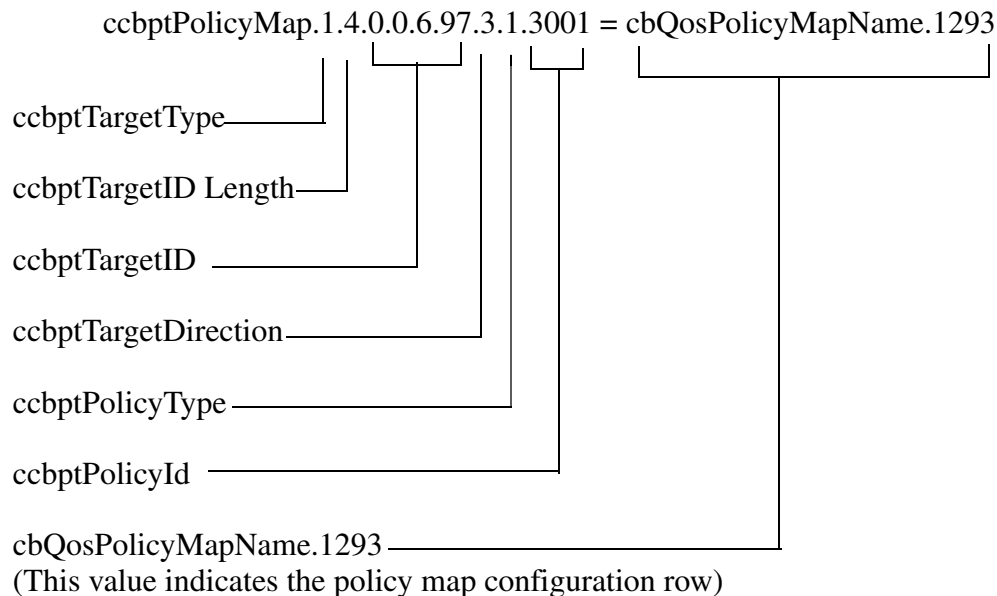 ccbptPolicyMap.1.4.0.0.6.97.3.1.3001 = cbQosPolicyMapName.1293
ccbptTargetType
ccbptTargetID Length
ccbptTargetID
ccbptTargetDirection
ccbptPolicyType
ccbptPolicyId
cbQosPolicyMapName.1293
(This value indicates the policy map configuration row)